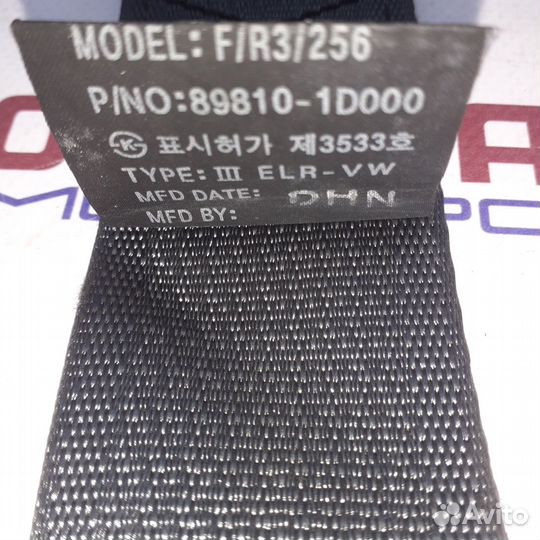 MODEL: F/R3/256
P/NO: 89810-1D000
K 표시허가 제3533호
TYPE: III ELR-VW
MFD DATE: DHN
MFD BY:
Avito